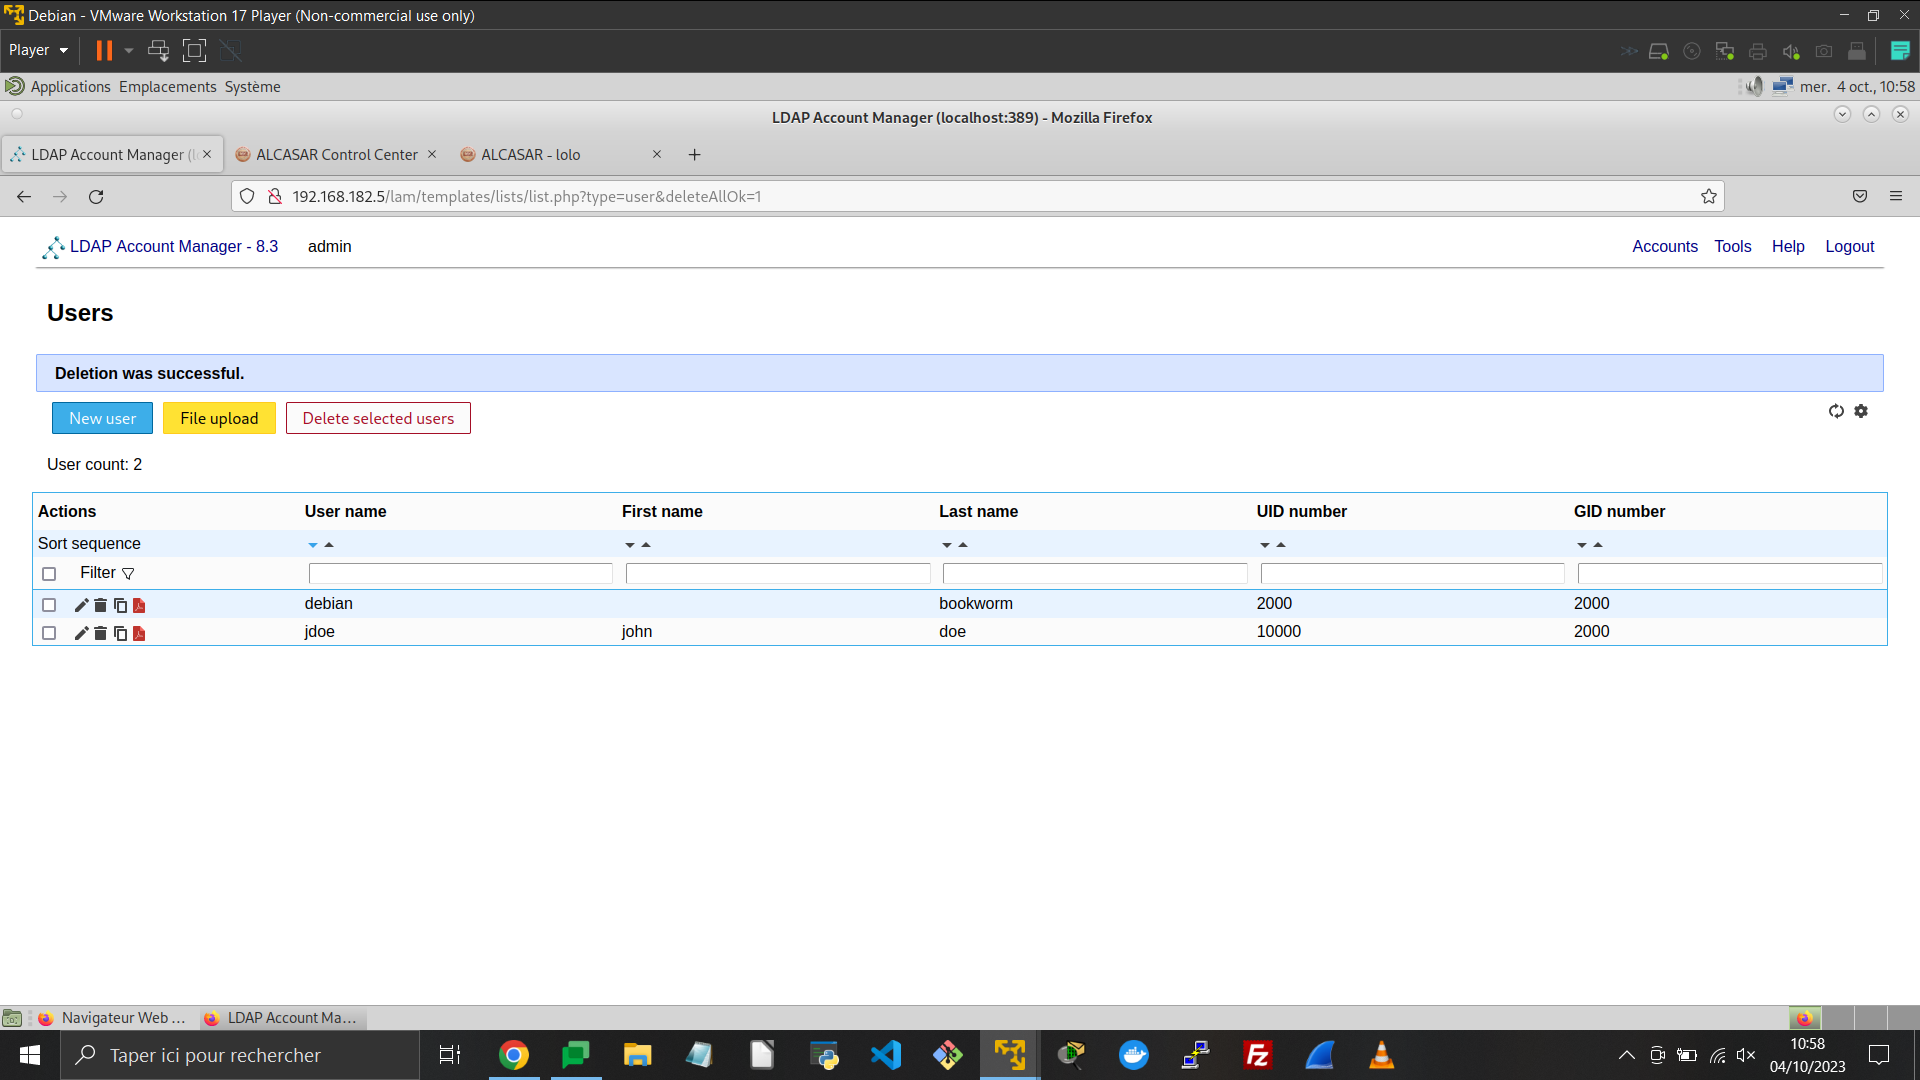 Debian - VMware Workstation 17 Player (Non-commercial use only)
Player
Applications Emplacements Système
mer. 4 oct., 10:58
LDAP Account Manager (localhost:389) - Mozilla Firefox
LDAP Account Manager (l
ALCASAR Control Center
ALCASAR - lolo
192.168.182.5/lam/templates/lists/list.php?type=user&deleteAllOk=1
LDAP Account Manager - 8.3 admin
Accounts Tools Help Logout
Users
Deletion was successful.
New user File upload Delete selected users
User count: 2
Actions User name First name Last name UID number GID number
Sort sequence
Filter
debian bookworm 2000 2000
jdoe john doe 10000 2000
Navigateur Web ...
LDAP Account Ma...
Taper ici pour rechercher
10:58
04/10/2023